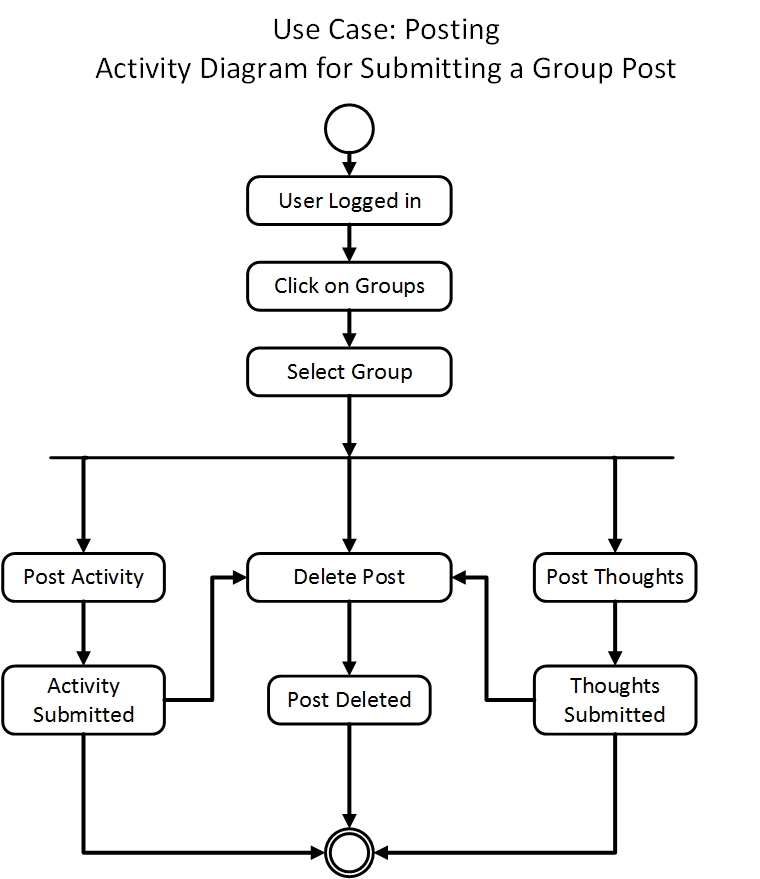 Use Case: Posting
Activity Diagram for Submitting a Group Post
User Logged in
Click on Groups
Select Group
Post Activity
Delete Post
Post Thoughts
Activity
Submitted
Post Deleted
Thoughts
Submitted